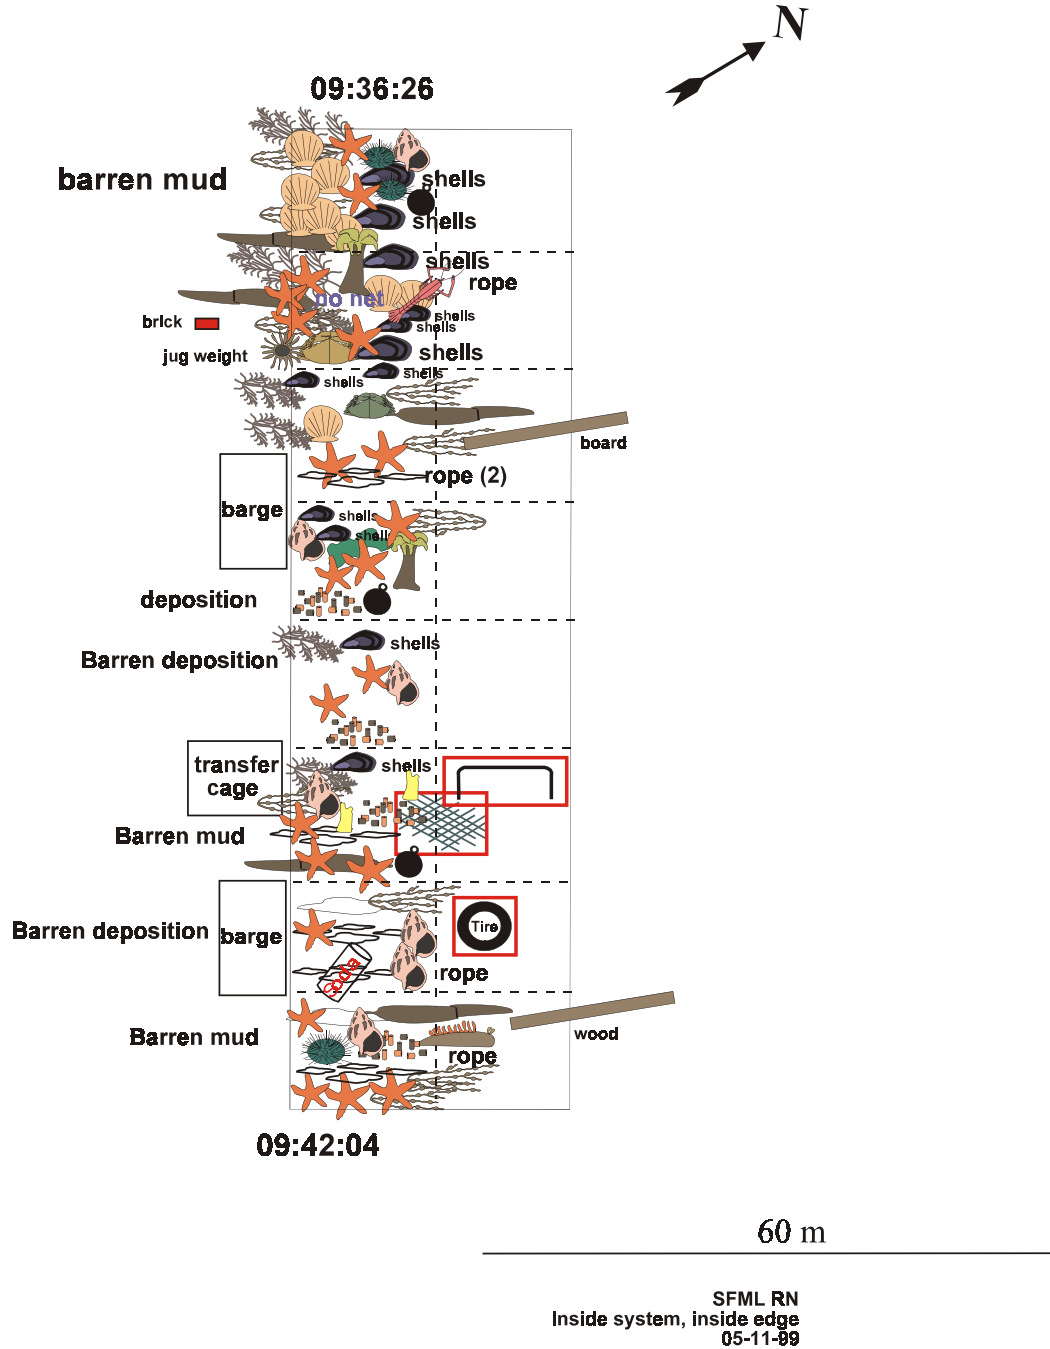 N
09:36:26
barren mud
shells
shells
shells
rope
no net
shells
brick
shells
jug weight
shells
shells
shells
board
rope (2)
barge
shells
shells
deposition
shells
Barren deposition
transfer
cage
shells
Barren mud
Tire
Barren deposition
barge
Soda
rope
Barren mud
wood
rope
09:42:04
60 m
SFML RN
Inside system, inside edge
05-11-99